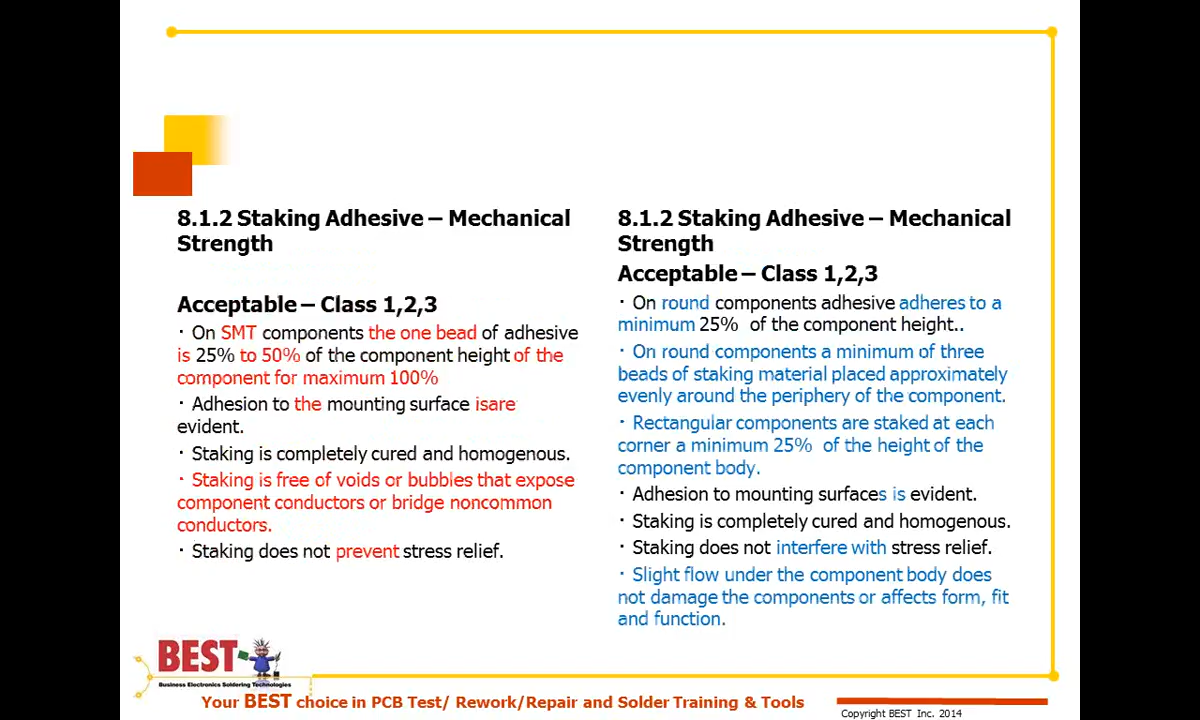 8.1.2 Staking Adhesive – Mechanical
Strength
Acceptable – Class 1,2,3
· On SMT components the one bead of adhesive
is 25% to 50% of the component height of the
component for maximum 100%
· Adhesion to the mounting surface isare
evident.
· Staking is completely cured and homogenous.
· Staking is free of voids or bubbles that expose
component conductors or bridge noncommon
conductors.
· Staking does not prevent stress relief.
8.1.2 Staking Adhesive – Mechanical
Strength
Acceptable – Class 1,2,3
· On round components adhesive adheres to a
minimum 25% of the component height..
· On round components a minimum of three
beads of staking material placed approximately
evenly around the periphery of the component.
· Rectangular components are staked at each
corner a minimum 25% of the height of the
component body.
· Adhesion to mounting surfaces is evident.
· Staking is completely cured and homogenous.
· Staking does not interfere with stress relief.
· Slight flow under the component body does
not damage the components or affects form, fit
and function.
BEST
Business Electronics Soldering Technologies
Your BEST choice in PCB Test/ Rework/Repair and Solder Training & Tools
Copyright BEST Inc. 2014